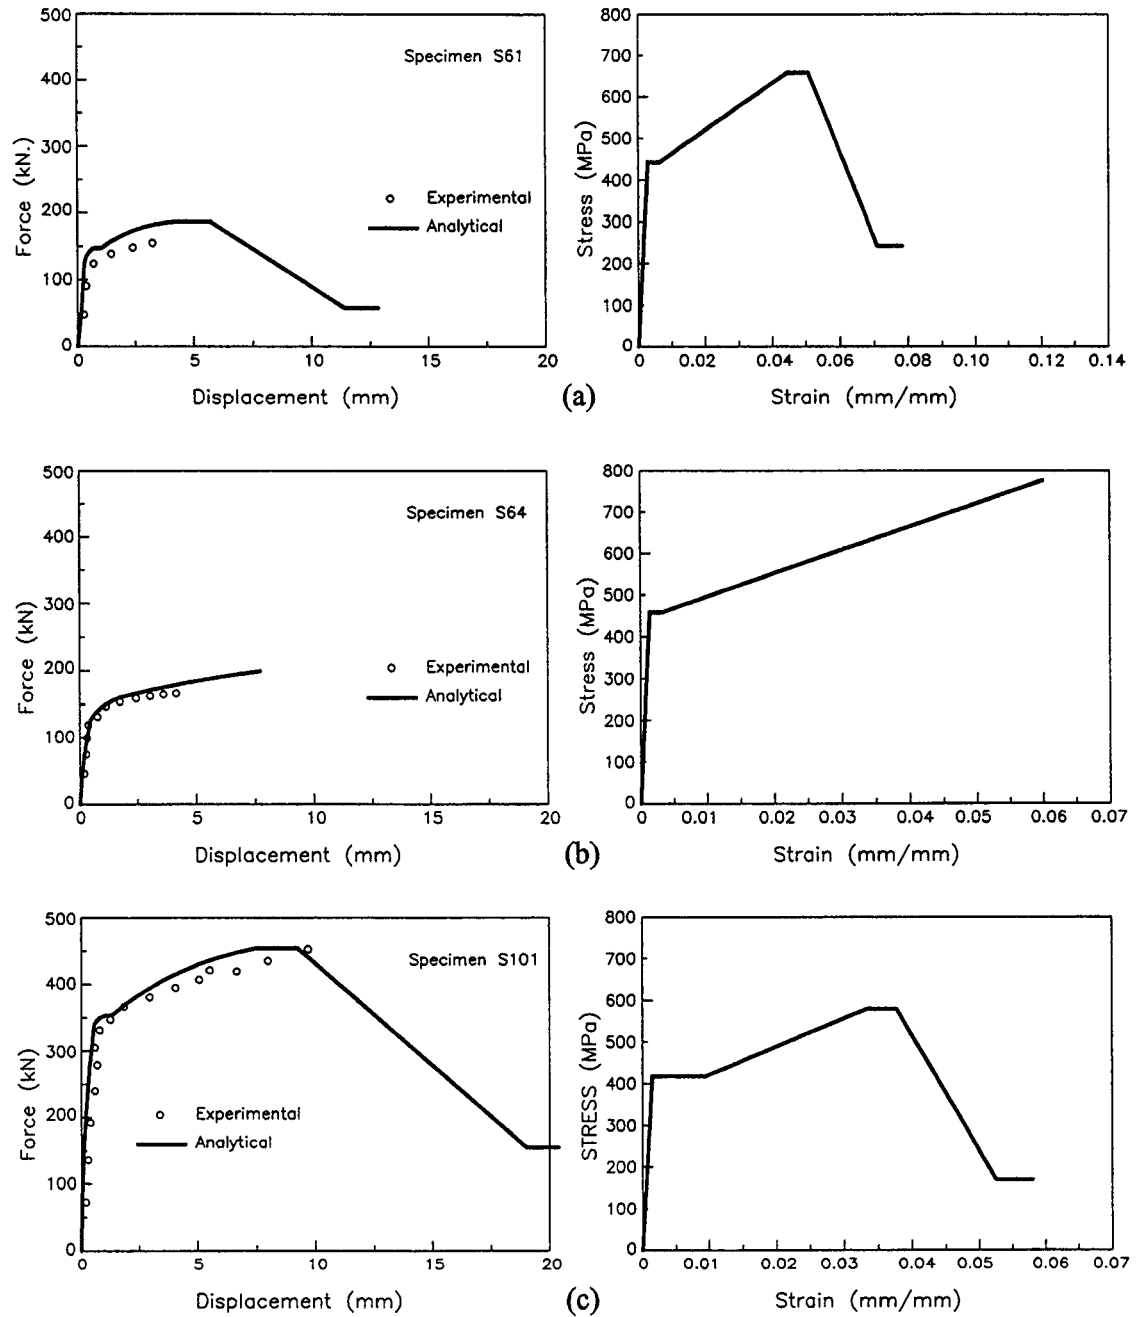 500
400
300
200
100
0
Force (kN.)
Specimen S61
Experimental
Analytical
0 5 10 15 20
Displacement (mm)
800
700
600
500
400
300
200
100
0
Stress (MPa)
0 0.02 0.04 0.06 0.08 0.10 0.12 0.14
Strain (mm/mm)
(a)
500
400
300
200
100
0
Force (kN)
Specimen S64
Experimental
Analytical
0 5 10 15 20
Displacement (mm)
800
700
600
500
400
300
200
100
0
Stress (MPa)
0 0.01 0.02 0.03 0.04 0.05 0.06 0.07
Strain (mm/mm)
(b)
500
400
300
200
100
0
Force (kN)
Specimen S101
Experimental
Analytical
0 5 10 15 20
Displacement (mm)
800
700
600
500
400
300
200
100
0
STRESS (MPa)
0 0.01 0.02 0.03 0.04 0.05 0.06 0.07
Strain (mm/mm)
(c)